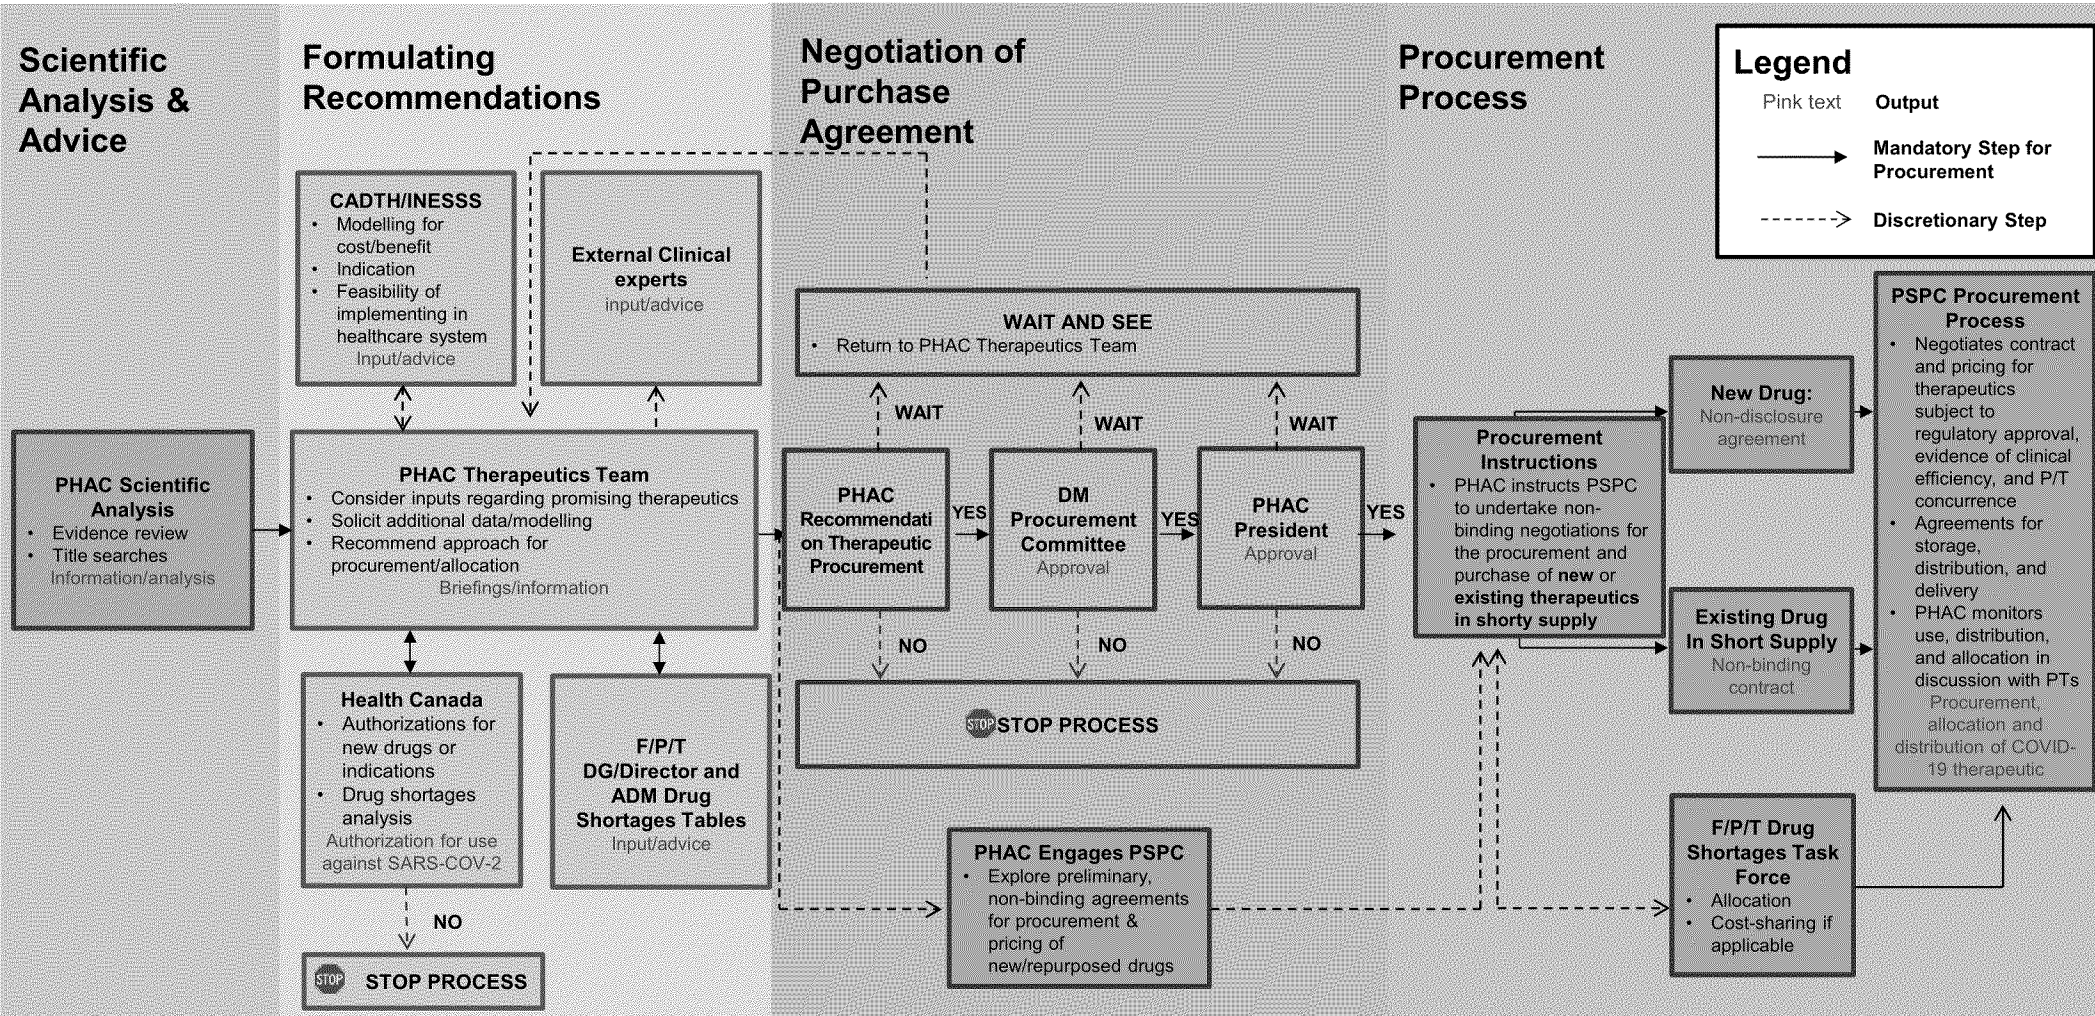 Scientific
Analysis &
Advice
Formulating
Recommendations
Negotiation of
Purchase
Agreement
Procurement
Process
Legend
Pink text Output
Mandatory Step for
Procurement
Discretionary Step
PHAC Scientific
Analysis
• Evidence review
• Title searches
Information/analysis
CADTH/INESSS
• Modelling for
cost/benefit
• Indication
• Feasibility of
implementing in
healthcare system
Input/advice
External Clinical
experts
input/advice
PHAC Therapeutics Team
• Consider inputs regarding promising therapeutics
• Solicit additional data/modelling
• Recommend approach for
procurement/allocation
Briefings/information
Health Canada
• Authorizations for
new drugs or
indications
• Drug shortages
analysis
Authorization for use
against SARS-COV-2
NO
STOP
STOP PROCESS
F/P/T
DG/Director and
ADM Drug
Shortages Tables
Input/advice
WAIT AND SEE
• Return to PHAC Therapeutics Team
WAIT
WAIT
WAIT
PHAC
Recommendati
on Therapeutic
Procurement
YES
DM
Procurement
Committee
Approval
YES
PHAC
President
Approval
YES
NO
NO
NO
STOP
STOP PROCESS
PHAC Engages PSPC
• Explore preliminary,
non-binding agreements
for procurement &
pricing of
new/repurposed drugs
Procurement
Instructions
• PHAC instructs PSPC
to undertake non-
binding negotiations for
the procurement and
purchase of new or
existing therapeutics
in shorty supply
New Drug:
Non-disclosure
agreement
Existing Drug
In Short Supply
Non-binding
contract
F/P/T Drug
Shortages Task
Force
• Allocation
• Cost-sharing if
applicable
PSPC Procurement
Process
• Negotiates contract
and pricing for
therapeutics
subject to
regulatory approval,
evidence of clinical
efficiency, and P/T
concurrence
• Agreements for
storage,
distribution, and
delivery
• PHAC monitors
use, distribution,
and allocation in
discussion with PTs
Procurement,
allocation and
distribution of COVID-
19 therapeutic